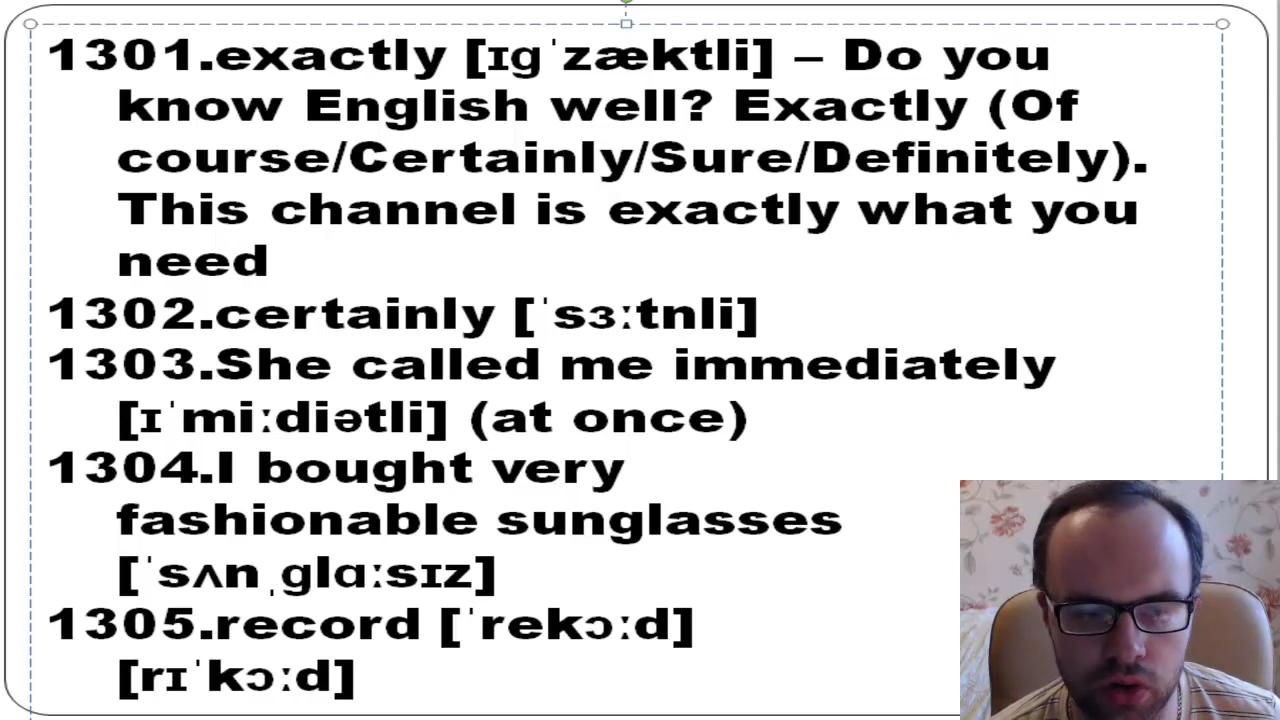 1301.exactly [ɪɡˈzæktli] – Do you
know English well? Exactly (Of
course/Certainly/Sure/Definitely).
This channel is exactly what you
need
1302.certainly [ˈsɜːtnli]
1303.She called me immediately
[ɪˈmiːdiətli] (at once)
1304.I bought very
fashionable sunglasses
[ˈsʌnˌɡlɑːsɪz]
1305.record [ˈrekɔːd]
[rɪˈkɔːd]